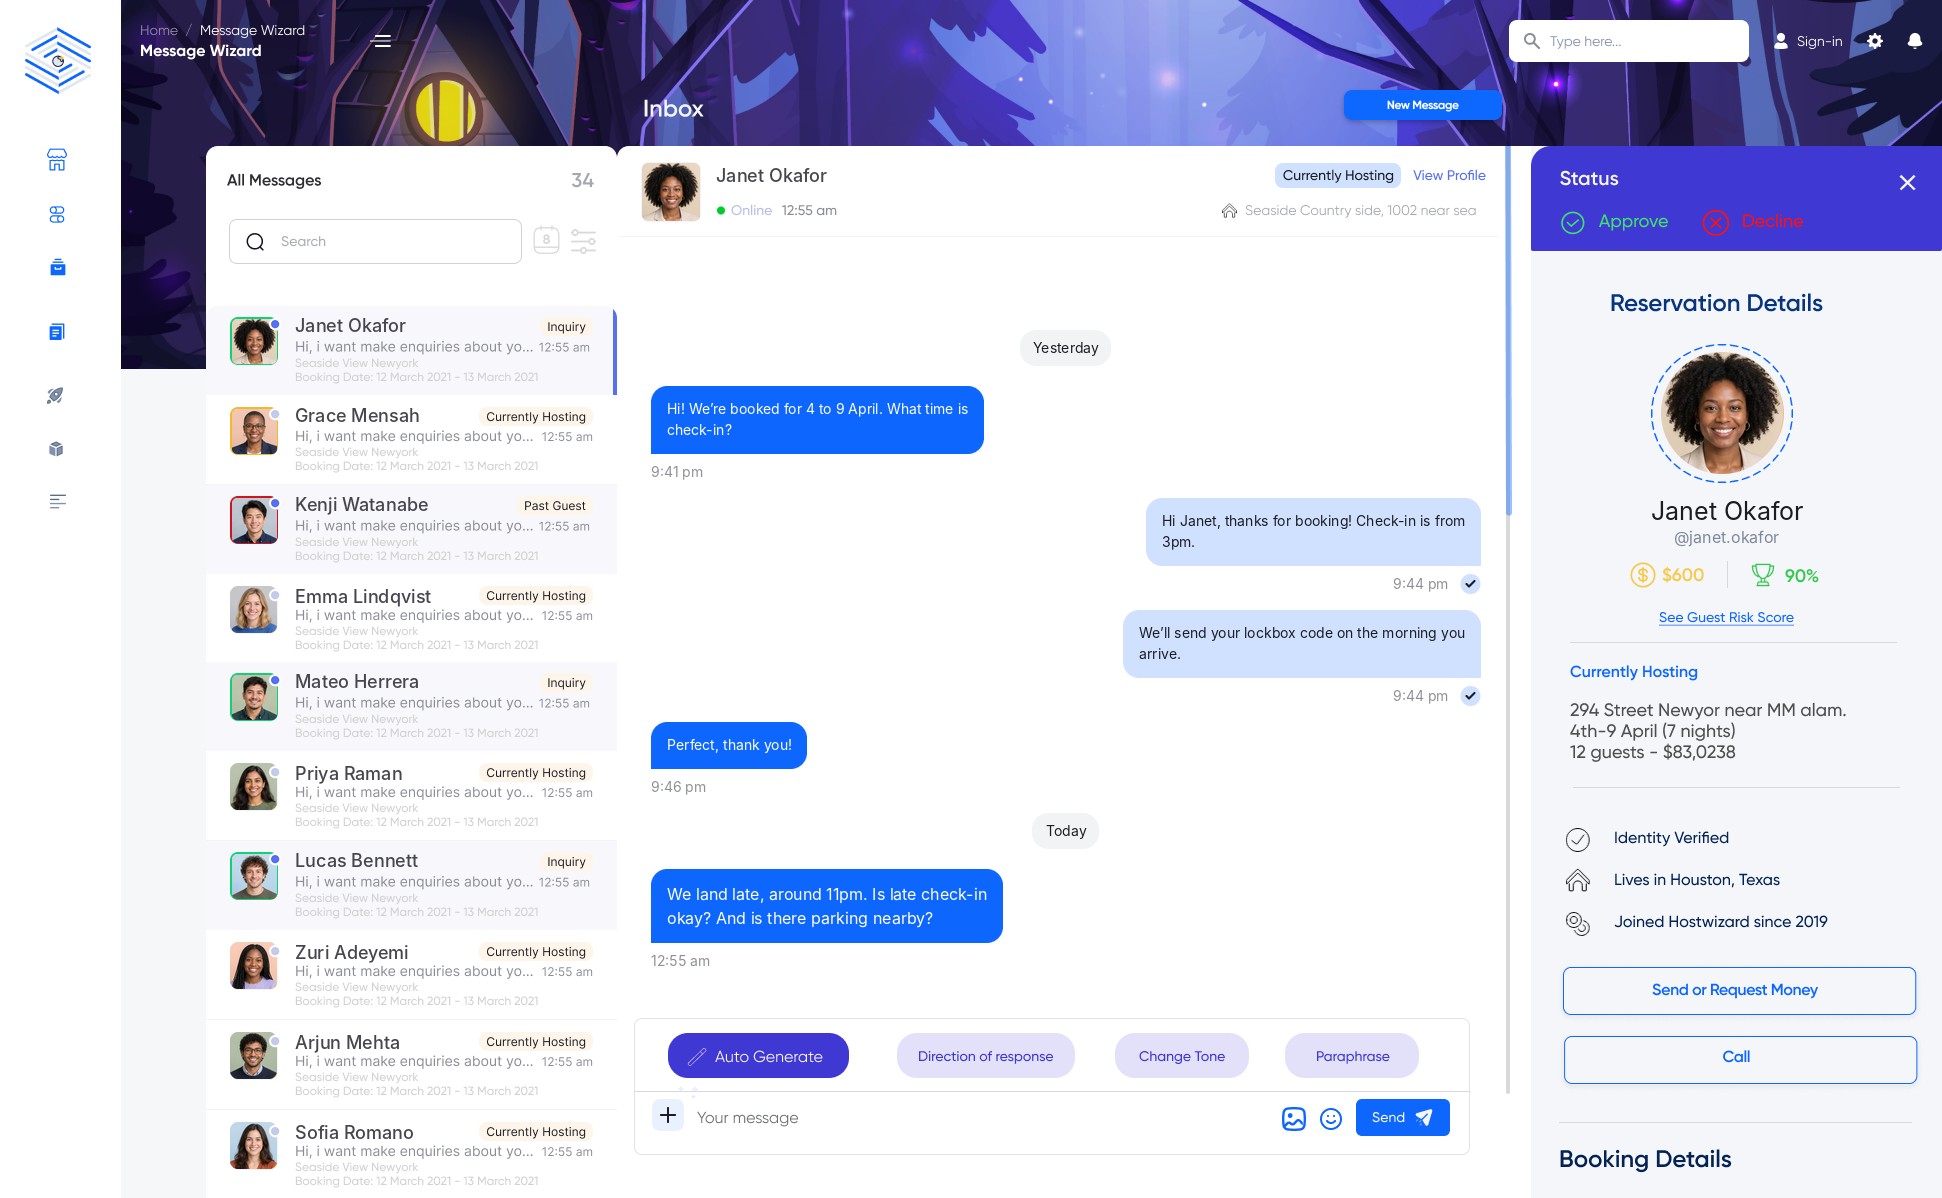 Home / Message Wizard
Message Wizard
Type here...
Sign-in
Inbox
New Message
All Messages 34
Search
8
Janet Okafor Inquiry
Hi, i want make enquiries about yo... 12:55 am
Seaside View Newyork
Booking Date: 12 March 2021 - 13 March 2021
Grace Mensah Currently Hosting
Hi, i want make enquiries about yo... 12:55 am
Seaside View Newyork
Booking Date: 12 March 2021 - 13 March 2021
Kenji Watanabe Past Guest
Hi, i want make enquiries about yo... 12:55 am
Seaside View Newyork
Booking Date: 12 March 2021 - 13 March 2021
Emma Lindqvist Currently Hosting
Hi, i want make enquiries about yo... 12:55 am
Seaside View Newyork
Booking Date: 12 March 2021 - 13 March 2021
Mateo Herrera Inquiry
Hi, i want make enquiries about yo... 12:55 am
Seaside View Newyork
Booking Date: 12 March 2021 - 13 March 2021
Priya Raman Currently Hosting
Hi, i want make enquiries about yo... 12:55 am
Seaside View Newyork
Booking Date: 12 March 2021 - 13 March 2021
Lucas Bennett Inquiry
Hi, i want make enquiries about yo... 12:55 am
Seaside View Newyork
Booking Date: 12 March 2021 - 13 March 2021
Zuri Adeyemi Currently Hosting
Hi, i want make enquiries about yo... 12:55 am
Seaside View Newyork
Booking Date: 12 March 2021 - 13 March 2021
Arjun Mehta Currently Hosting
Hi, i want make enquiries about yo... 12:55 am
Seaside View Newyork
Booking Date: 12 March 2021 - 13 March 2021
Sofia Romano Currently Hosting
Hi, i want make enquiries about yo... 12:55 am
Seaside View Newyork
Booking Date: 12 March 2021 - 13 March 2021
Janet Okafor Currently Hosting View Profile
Online 12:55 am Seaside Country side, 1002 near sea
Yesterday
Hi! We're booked for 4 to 9 April. What time is
check-in?
9:41 pm
Hi Janet, thanks for booking! Check-in is from
3pm.
9:44 pm
We'll send your lockbox code on the morning you
arrive.
9:44 pm
Perfect, thank you!
9:46 pm
Today
We land late, around 11pm. Is late check-in
okay? And is there parking nearby?
12:55 am
Auto Generate Direction of response Change Tone Paraphrase
Your message Send
Status
Approve Decline
Reservation Details
Janet Okafor
@janet.okafor
$600 90%
See Guest Risk Score
Currently Hosting
294 Street Newyor near MM alam.
4th-9 April (7 nights)
12 guests - $83,0238
Identity Verified
Lives in Houston, Texas
Joined Hostwizard since 2019
Send or Request Money
Call
Booking Details